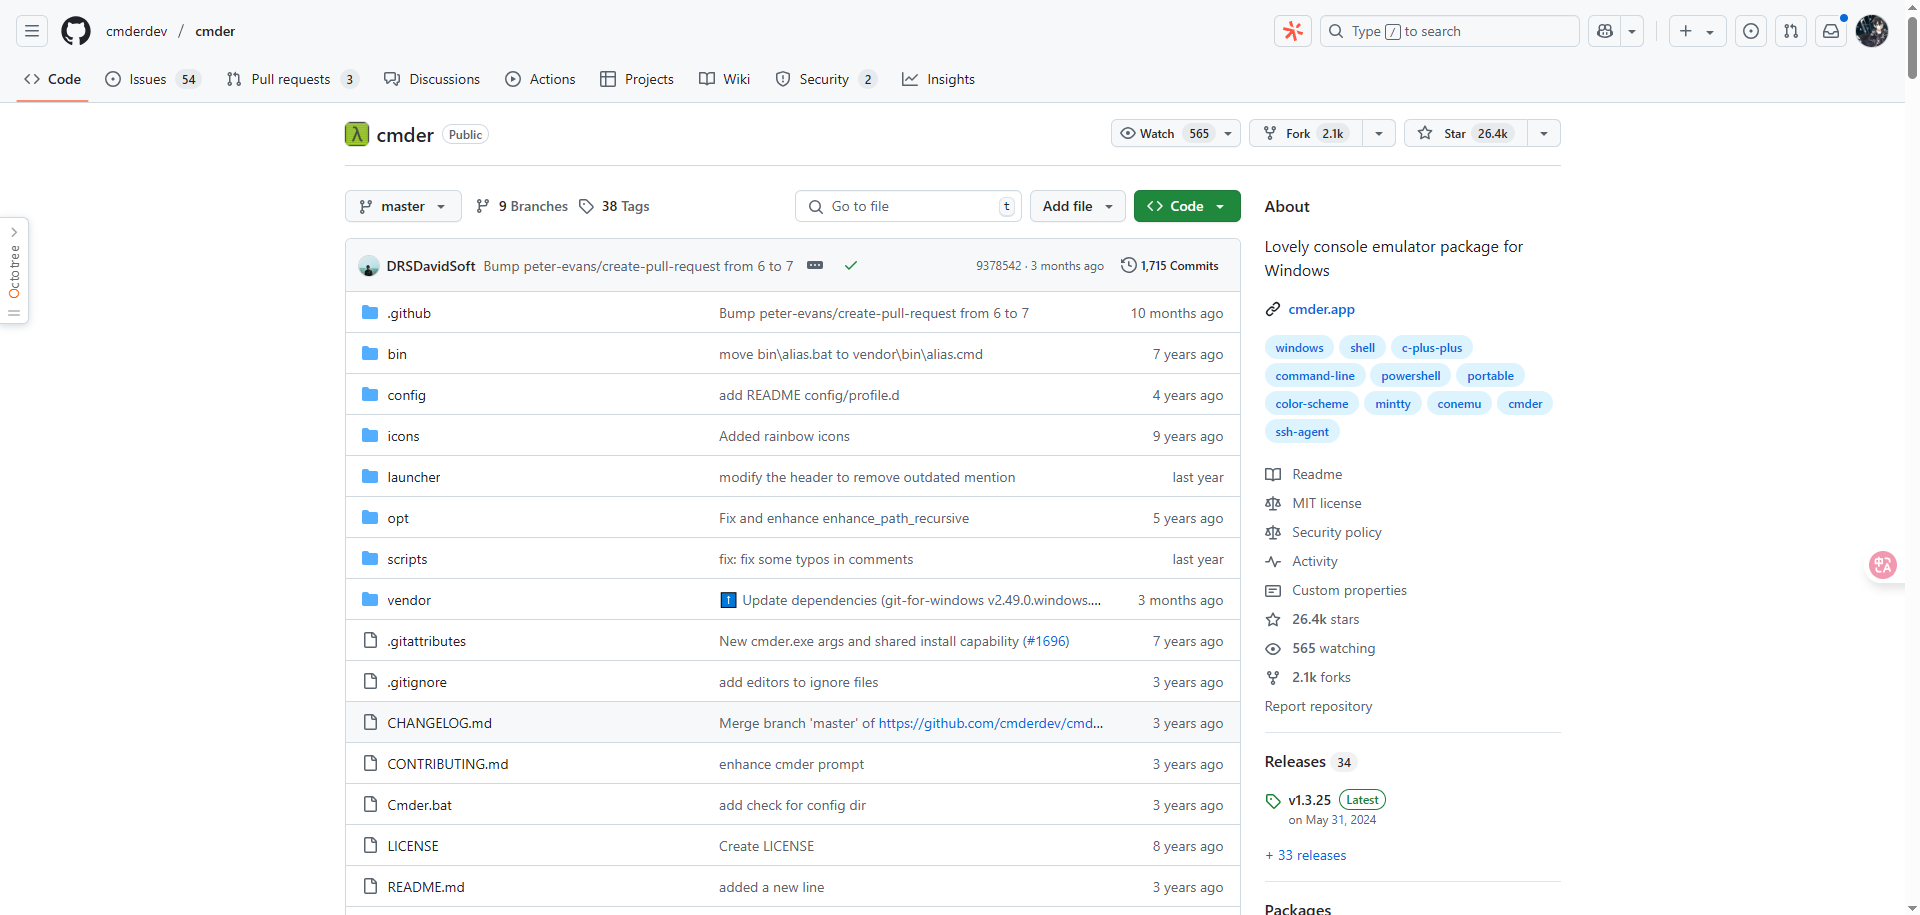 cmderdev / cmder
Type / to search
Code
Issues 54
Pull requests 3
Discussions
Actions
Projects
Wiki
Security 2
Insights
cmder Public
Watch 565
Fork 2.1k
Star 26.4k
master
9 Branches
38 Tags
Go to file t
Add file
Code
DRSDavidSoft Bump peter-evans/create-pull-request from 6 to 7
9378542 · 3 months ago
1,715 Commits
.github Bump peter-evans/create-pull-request from 6 to 7 10 months ago
bin move bin\alias.bat to vendor\bin\alias.cmd 7 years ago
config add README config/profile.d 4 years ago
icons Added rainbow icons 9 years ago
launcher modify the header to remove outdated mention last year
opt Fix and enhance enhance_path_recursive 5 years ago
scripts fix: fix some typos in comments last year
vendor Update dependencies (git-for-windows v2.49.0.windows.... 3 months ago
.gitattributes New cmder.exe args and shared install capability (#1696) 7 years ago
.gitignore add editors to ignore files 3 years ago
CHANGELOG.md Merge branch 'master' of https://github.com/cmderdev/cmd... 3 years ago
CONTRIBUTING.md enhance cmder prompt 3 years ago
Cmder.bat add check for config dir 3 years ago
LICENSE Create LICENSE 8 years ago
README.md added a new line 3 years ago
About
Lovely console emulator package for
Windows
cmder.app
windows shell c-plus-plus
command-line powershell portable
color-scheme mintty conemu cmder
ssh-agent
Readme
MIT license
Security policy
Activity
Custom properties
26.4k stars
565 watching
2.1k forks
Report repository
Releases 34
v1.3.25 Latest
on May 31, 2024
+ 33 releases
Packages
Octotree
中A